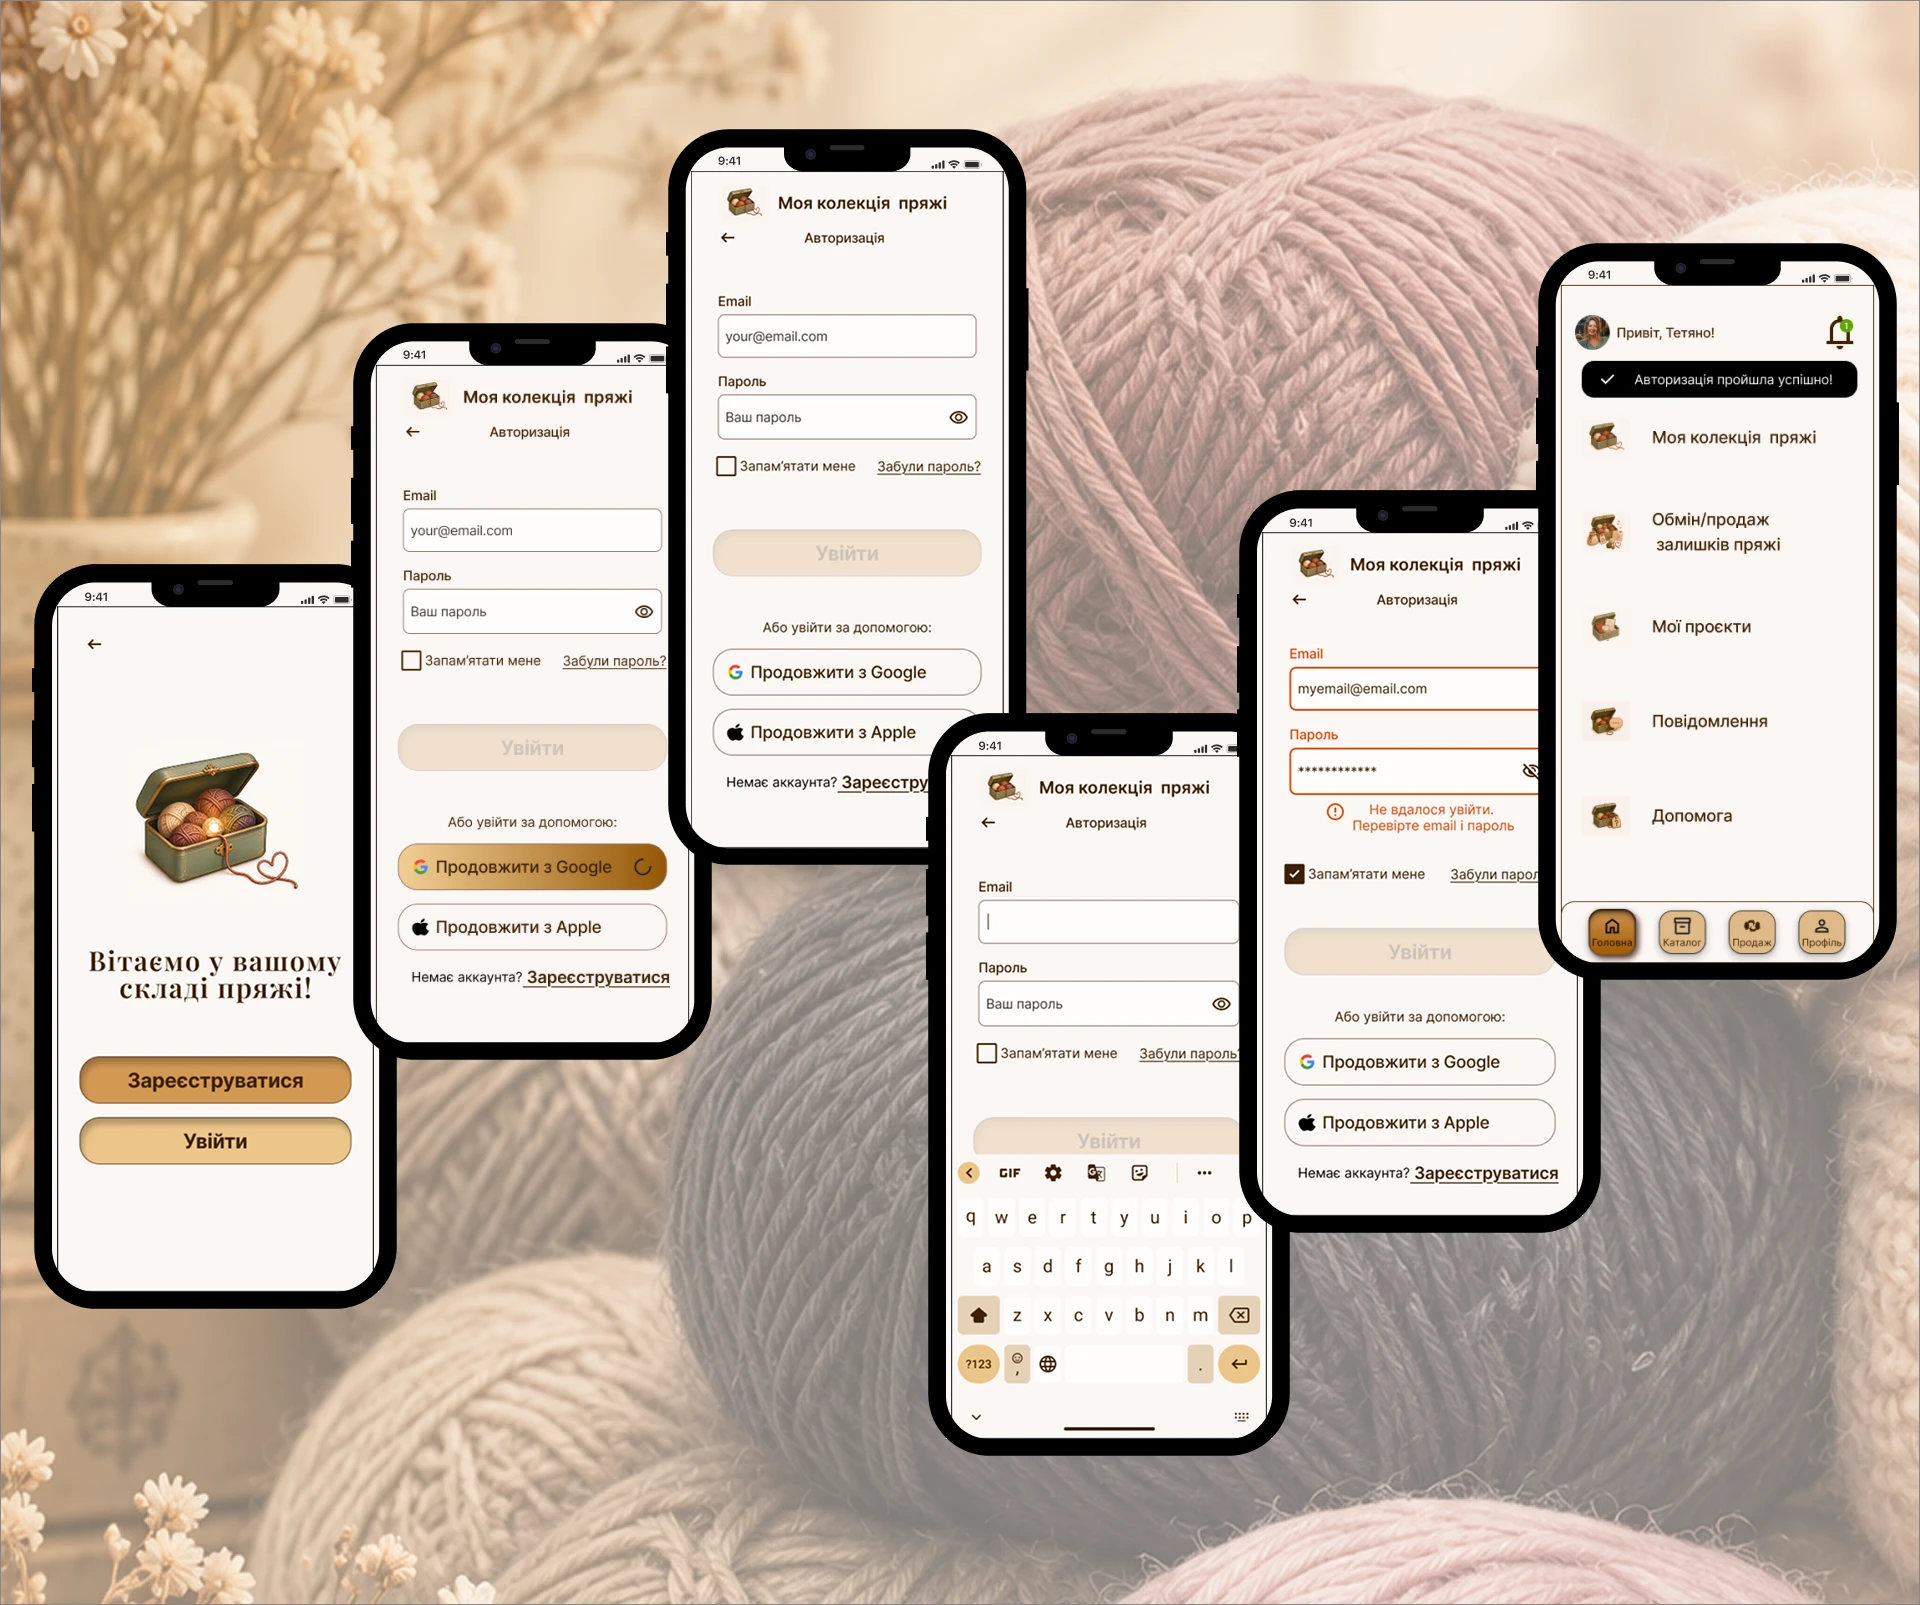 9:41
Вітаємо у вашому
складі пряжі!
Зареєструватися
Увійти
9:41
Моя колекція пряжі
Авторизація
Email
your@email.com
Пароль
Ваш пароль
Запам'ятати мене Забули пароль?
Увійти
Або увійти за допомогою:
Продовжити з Google
Продовжити з Apple
Немає аккаунта? Зареєструватися
9:41
Моя колекція пряжі
Авторизація
Email
your@email.com
Пароль
Ваш пароль
Запам'ятати мене Забули пароль?
Увійти
Або увійти за допомогою:
Продовжити з Google
Продовжити з Apple
Немає аккаунта? Зареєстру
9:41
Моя колекція пряжі
Авторизація
Email
Пароль
Ваш пароль
Запам'ятати мене Забули пароль?
Увійти
GIF
q w e r t y u i o p
a s d f g h j k l
z x c v b n m
?123 , .
9:41
Моя колекція пряжі
Авторизація
Email
myemail@email.com
Пароль
************
Не вдалося увійти.
Перевірте email і пароль
Запам'ятати мене Забули парол
Увійти
Або увійти за допомогою:
Продовжити з Google
Продовжити з Apple
Немає аккаунта? Зареєструватися
9:41
Привіт, Тетяно!
1
Авторизація пройшла успішно!
Моя колекція пряжі
Обмін/продаж
залишків пряжі
Мої проєкти
Повідомлення
Допомога
Головна Каталог Продаж Профіль